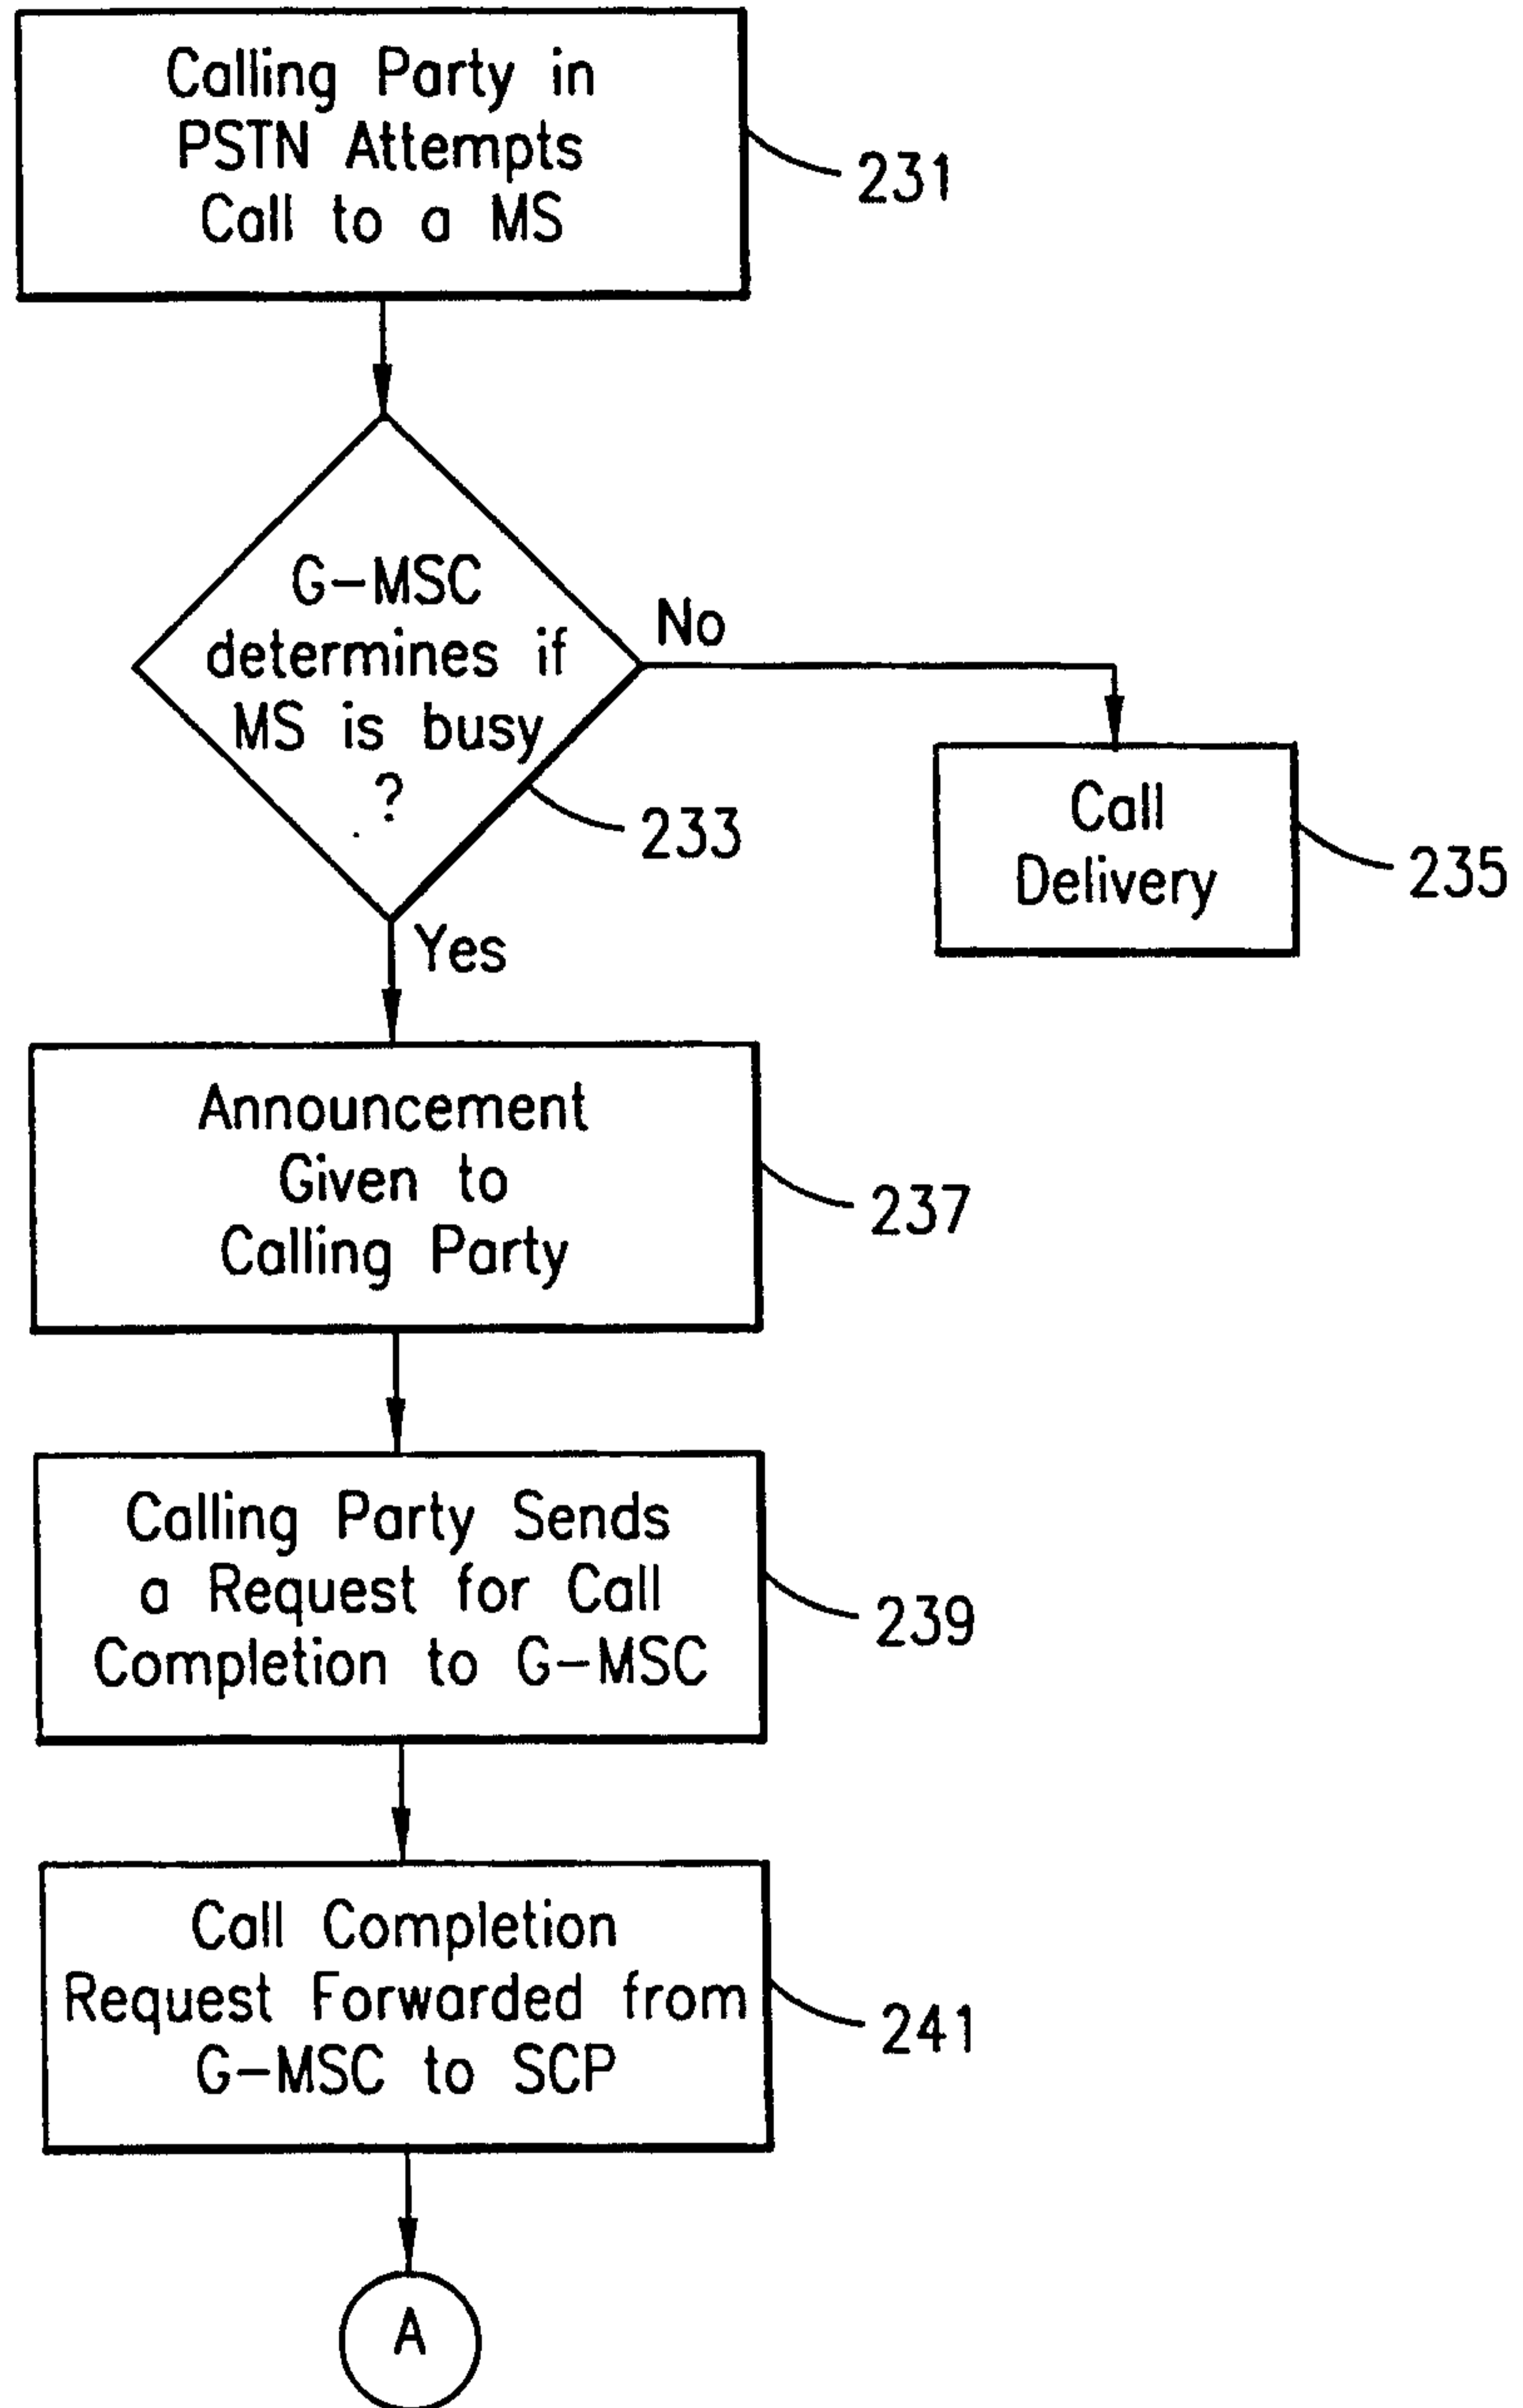 Calling Party in
PSTN Attempts
Call to a MS
231
G-MSC
determines if
MS is busy
?
No
233
Call
Delivery
235
Yes
Announcement
Given to
Calling Party
237
Calling Party Sends
a Request for Call
Completion to G-MSC
239
Call Completion
Request Forwarded from
G-MSC to SCP
241
A